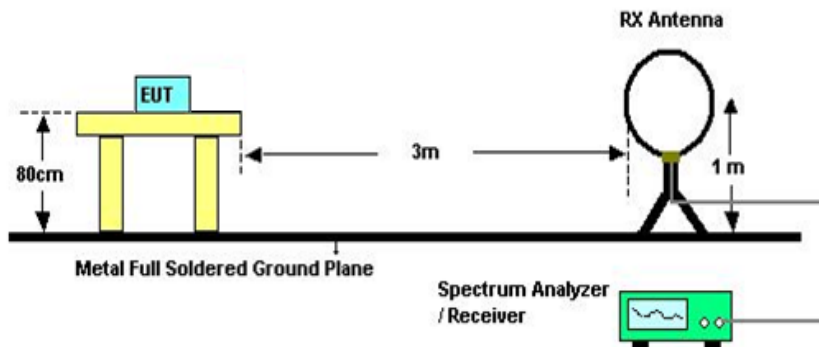 RX Antenna
EUT
80cm
3m
1 m
Metal Full Soldered Ground Plane
Spectrum Analyzer
/ Receiver